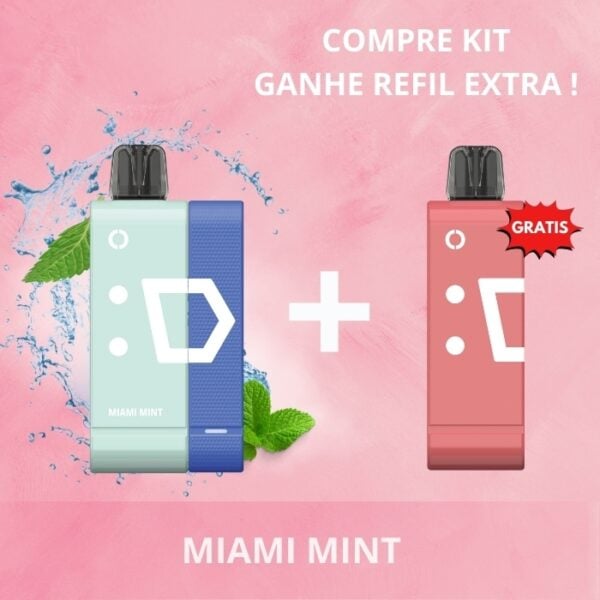 COMPRE KIT
GANHE REFIL EXTRA !
GRATIS
MIAMI MINT
MIAMI MINT